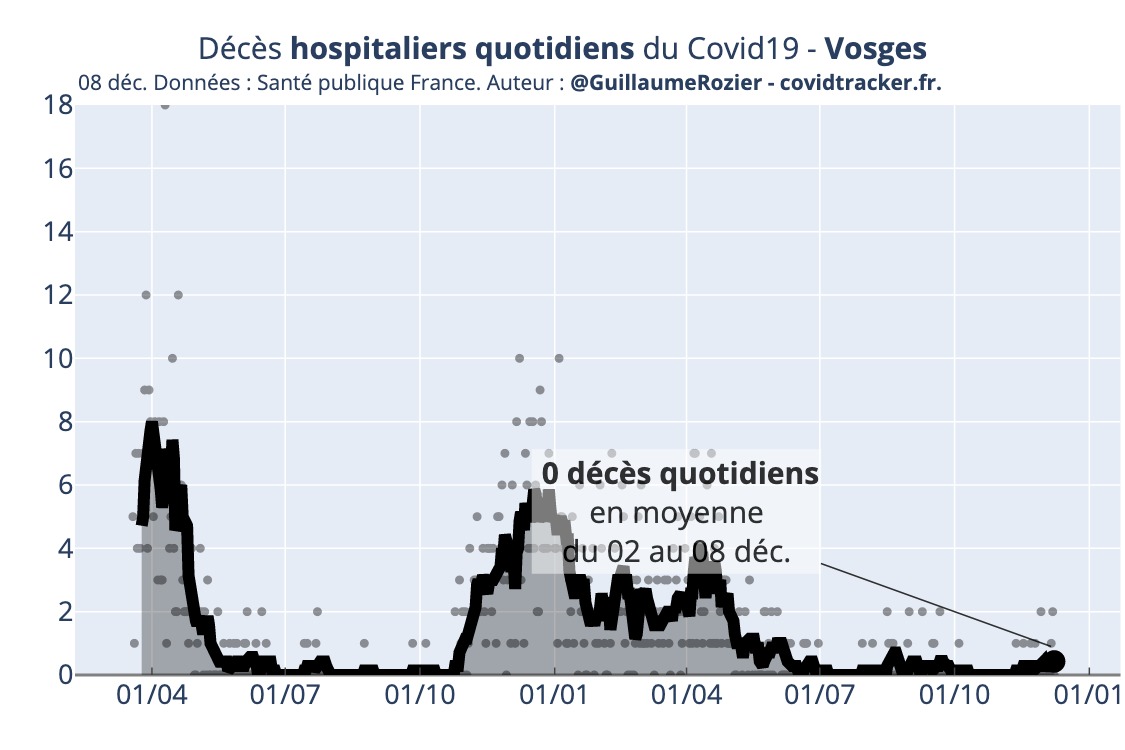 Décès hospitaliers quotidiens du Covid19 - Vosges
08 déc. Données : Santé publique France. Auteur : @GuillaumeRozier - covidtracker.fr.
18
16
14
12
10
8
6
4
2
0
0 décès quotidiens
en moyenne
du 02 au 08 déc.
01/04 01/07 01/10 01/01 01/04 01/07 01/10 01/01